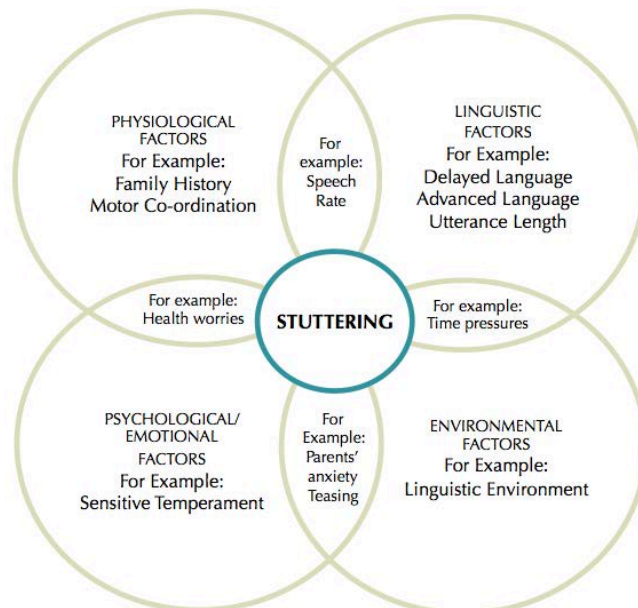 PHYSIOLOGICAL
FACTORS
For Example:
Family History
Motor Co-ordination
For
example:
Speech
Rate
LINGUISTIC
FACTORS
For Example:
Delayed Language
Advanced Language
Utterance Length
For example:
Health worries
STUTTERING
For example:
Time pressures
PSYCHOLOGICAL/
EMOTIONAL
FACTORS
For Example:
Sensitive Temperament
For
Example:
Parents'
anxiety
Teasing
ENVIRONMENTAL
FACTORS
For Example:
Linguistic Environment